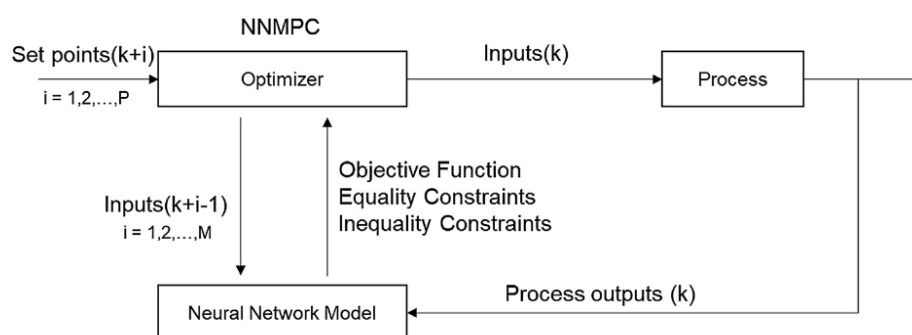 NNMPC
Set points(k+i)
i = 1,2,...,P
Optimizer
Inputs(k)
Process
Objective Function
Equality Constraints
Inequality Constraints
Inputs(k+i-1)
i = 1,2,...,M
Neural Network Model
Process outputs (k)